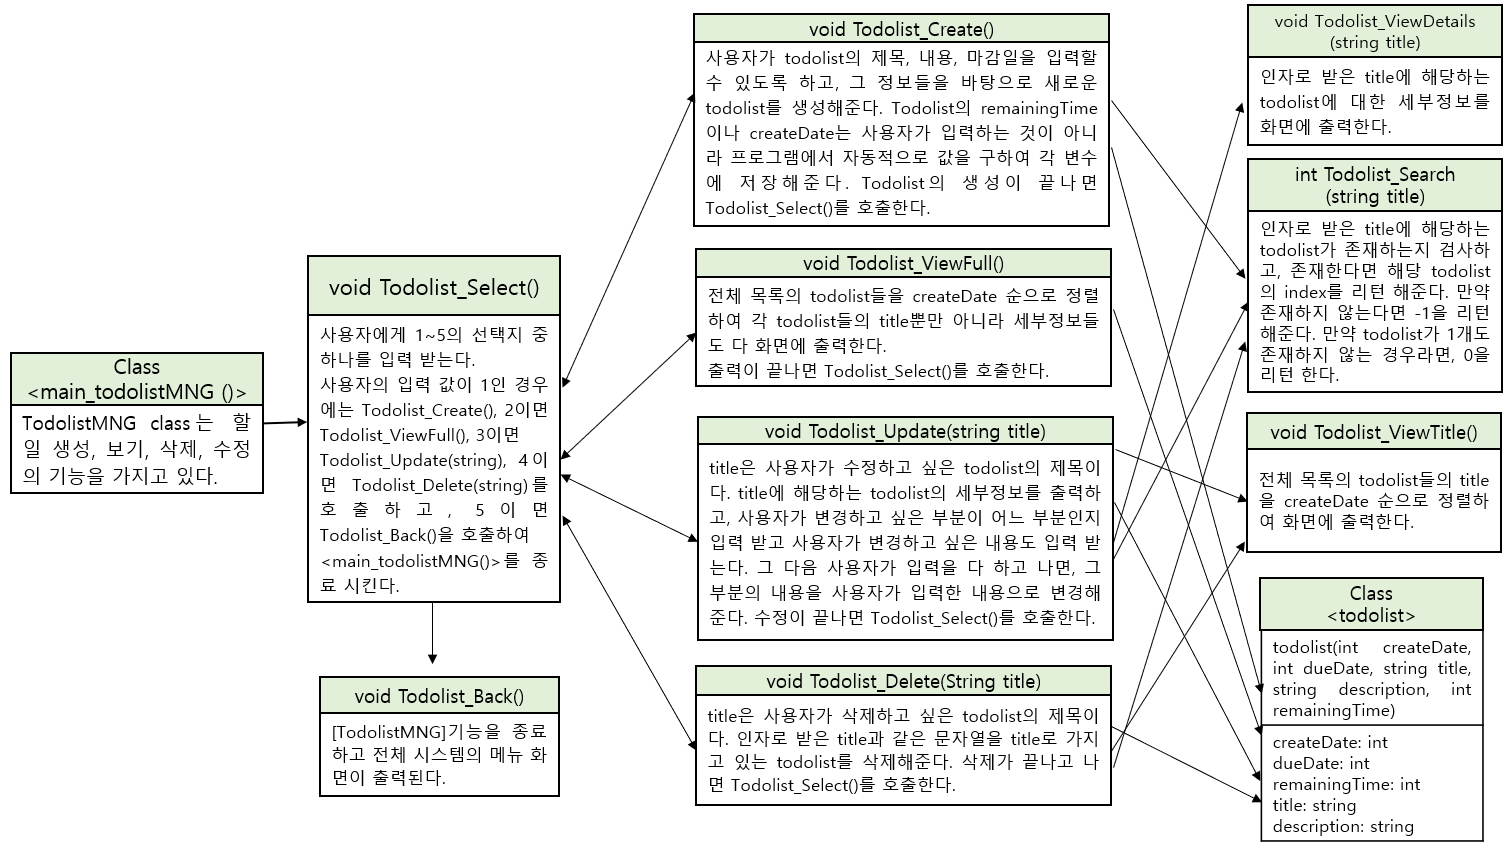 Class
<main_todolistMNG ()>
TodolistMNG class는 할
일 생성, 보기, 삭제, 수정
의 기능을 가지고 있다.
void Todolist_Select()
사용자에게 1~5의 선택지 중
하나를 입력 받는다.
사용자의 입력 값이 1인 경우
에는 Todolist_Create(), 2이면
Todolist_ViewFull(), 3이면
Todolist_Update(string), 4이
면 Todolist_Delete(string)를
호출하고, 5이면
Todolist_Back()을 호출하여
<main_todolistMNG()>를 종
료 시킨다.
void Todolist_Back()
[TodolistMNG]기능을 종료
하고 전체 시스템의 메뉴 화
면이 출력된다.
void Todolist_Create()
사용자가 todolist의 제목, 내용, 마감일을 입력할
수 있도록 하고, 그 정보들을 바탕으로 새로운
todolist를 생성해준다. Todolist의 remainingTime
이나 createDate는 사용자가 입력하는 것이 아니
라 프로그램에서 자동적으로 값을 구하여 각 변수
에 저장해준다. Todolist의 생성이 끝나면
Todolist_Select()를 호출한다.
void Todolist_ViewFull()
전체 목록의 todolist들을 createDate 순으로 정렬
하여 각 todolist들의 title뿐만 아니라 세부정보들
도 다 화면에 출력한다.
출력이 끝나면 Todolist_Select()를 호출한다.
void Todolist_Update(string title)
title은 사용자가 수정하고 싶은 todolist의 제목이
다. title에 해당하는 todolist의 세부정보를 출력하
고, 사용자가 변경하고 싶은 부분이 어느 부분인지
입력 받고 사용자가 변경하고 싶은 내용도 입력 받
는다. 그 다음 사용자가 입력을 다 하고 나면, 그
부분의 내용을 사용자가 입력한 내용으로 변경해
준다. 수정이 끝나면 Todolist_Select()를 호출한다.
void Todolist_Delete(String title)
title은 사용자가 삭제하고 싶은 todolist의 제목이
다. 인자로 받은 title과 같은 문자열을 title로 가지
고 있는 todolist를 삭제해준다. 삭제가 끝나고 나
면 Todolist_Select()를 호출한다.
void Todolist_ViewDetails
(string title)
인자로 받은 title에 해당하는
todolist에 대한 세부정보를
화면에 출력한다.
int Todolist_Search
(string title)
인자로 받은 title에 해당하는
todolist가 존재하는지 검사하
고, 존재한다면 해당 todolist
의 index를 리턴 해준다. 만약
존재하지 않는다면 -1을 리턴
해준다. 만약 todolist가 1개도
존재하지 않는 경우라면, 0을
리턴 한다.
void Todolist_ViewTitle()
전체 목록의 todolist들의 title
을 createDate 순으로 정렬하
여 화면에 출력한다.
Class
<todolist>
todolist(int createDate,
int dueDate, string title,
string description, int
remainingTime)
createDate: int
dueDate: int
remainingTime: int
title: string
description: string